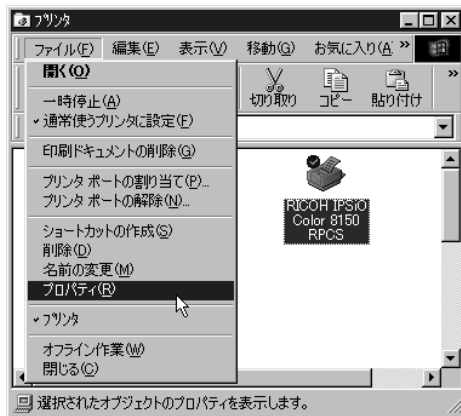 プリンタ
ファイル(F) 編集(E) 表示(V) 移動(G) お気に入り(A »
開く(O)
一時停止(A)
通常使うプリンタに設定(F)
印刷ドキュメントの削除(G)
プリンタ ポートの割り当て(P)...
プリンタ ポートの解除(N)...
ショートカットの作成(S)
削除(D)
名前の変更(M)
プロパティ(R)
プリンタ
オフライン作業(W)
閉じる(C)
切り取り コピー 貼り付け »
RICOH IPSiO
Color 8150
RPCS
選択されたオブジェクトのプロパティを表示します。